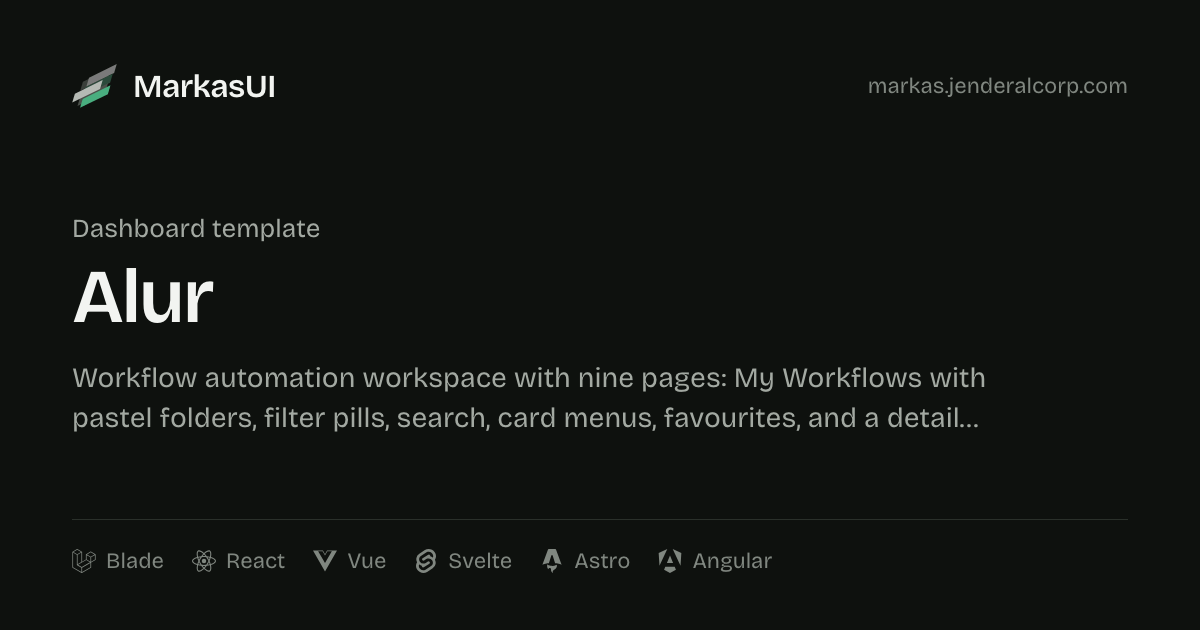 MarkasUI
markas.jenderalcorp.com
Dashboard template
Alur
Workflow automation workspace with nine pages: My Workflows with
pastel folders, filter pills, search, card menus, favourites, and a detail...
Blade React Vue Svelte Astro Angular